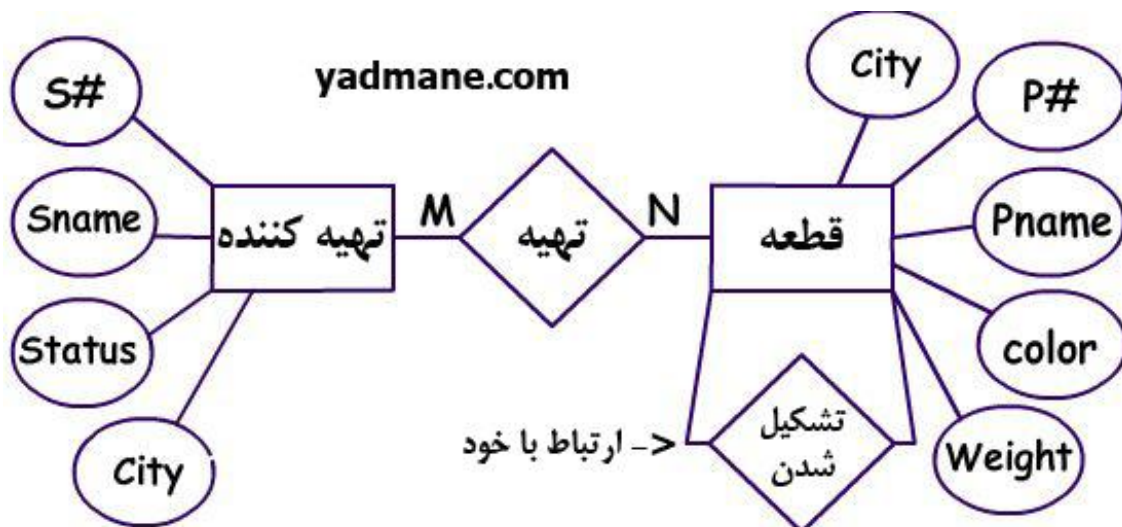 yadmane.com
S#
Sname
Status
City
تهیه کننده
M
تهیه
N
قطعه
City
P#
Pname
color
Weight
تشکیل
شدن
<- ارتباط با خود